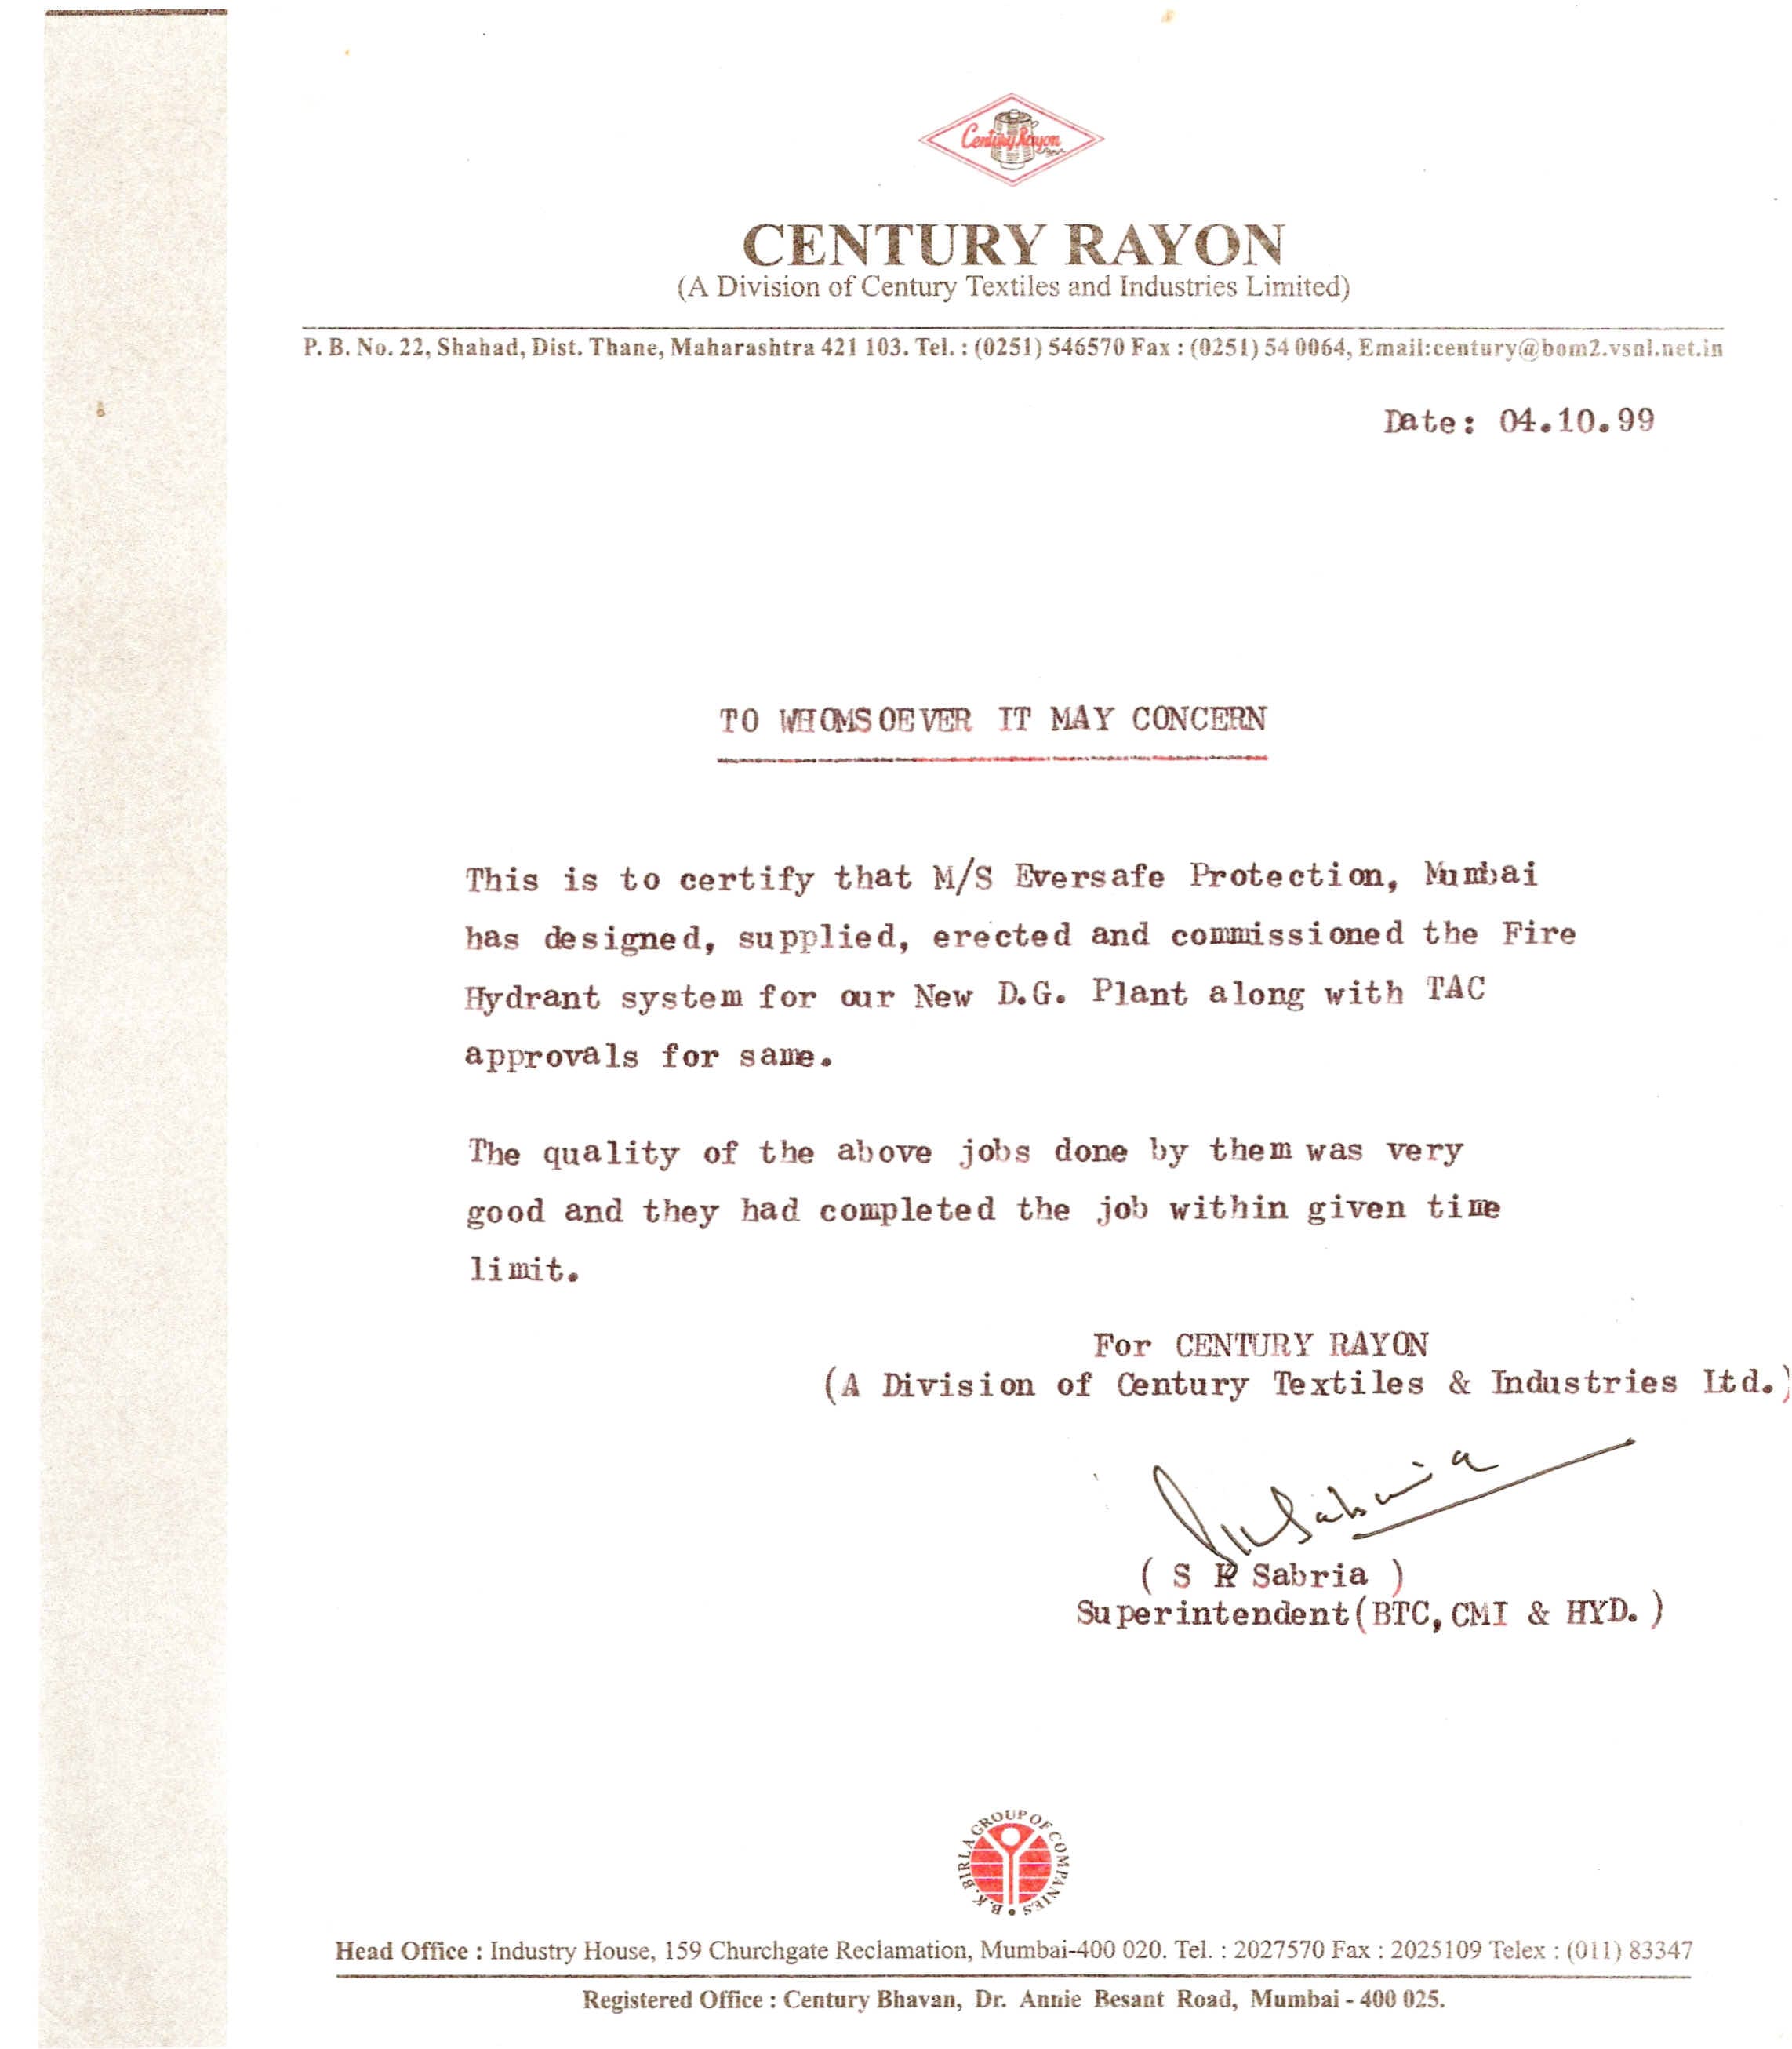 Century Rayon
CENTURY RAYON
(A Division of Century Textiles and Industries Limited)
P. B. No. 22, Shahad, Dist. Thane, Maharashtra 421 103. Tel. : (0251) 546570 Fax : (0251) 54 0064, Email:century@bom2.vsnl.net.in
Date: 04.10.99
TO WHOMSOEVER IT MAY CONCERN
This is to certify that M/S Eversafe Protection, Mumbai
has designed, supplied, erected and commissioned the Fire
Hydrant system for our New D.G. Plant along with TAC
approvals for same.
The quality of the above jobs done by them was very
good and they had completed the job within given time
limit.
For CENTURY RAYON
(A Division of Century Textiles & Industries Ltd.)
( S K Sabria )
Superintendent(BTC, CMI & HYD. )
B.K. BIRLA GROUP OF COMPANIES
Head Office : Industry House, 159 Churchgate Reclamation, Mumbai-400 020. Tel. : 2027570 Fax : 2025109 Telex : (011) 83347
Registered Office : Century Bhavan, Dr. Annie Besant Road, Mumbai - 400 025.